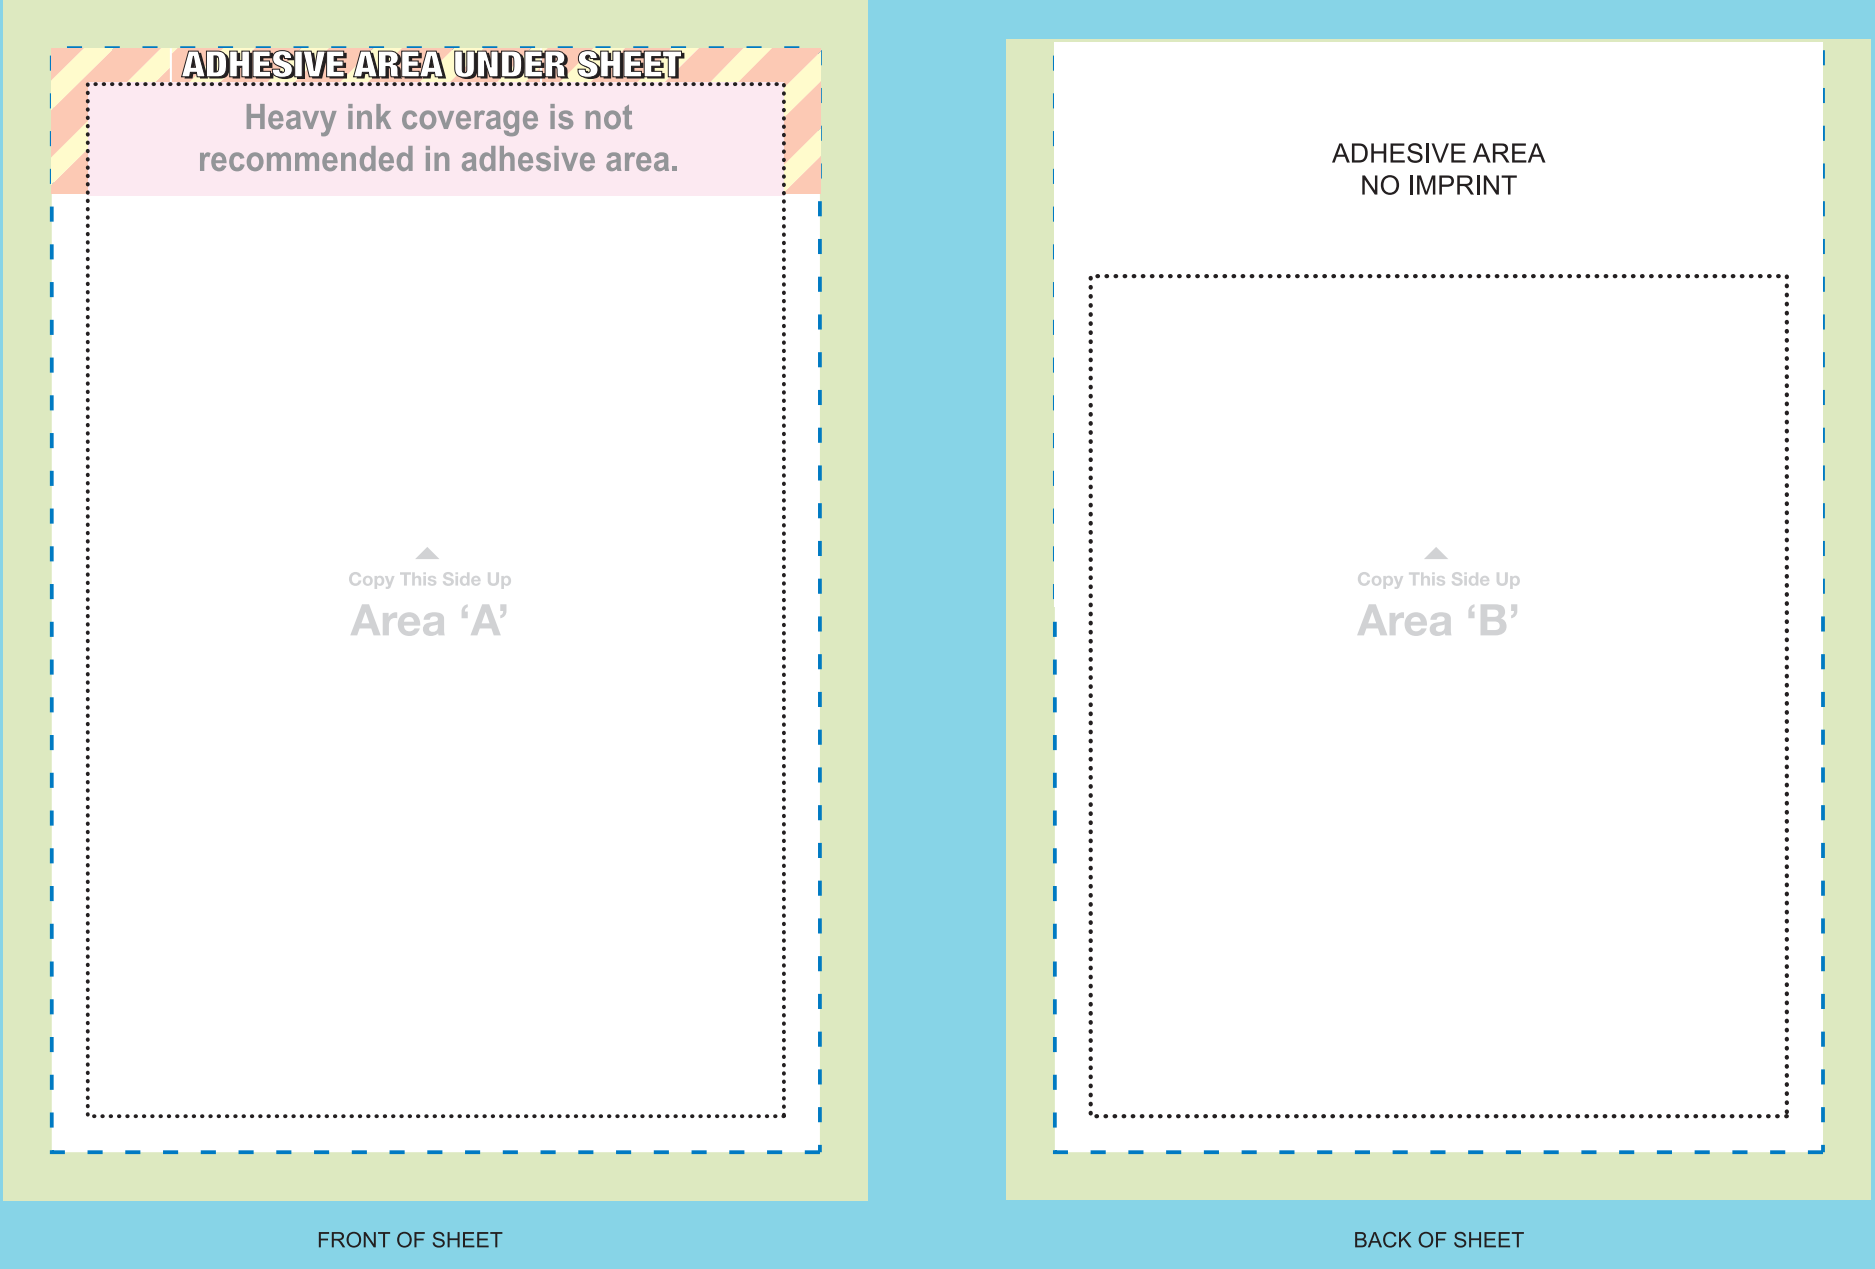 ADHESIVE AREA UNDER SHEET
Heavy ink coverage is not
recommended in adhesive area.
Copy This Side Up
Area ‘A’
FRONT OF SHEET
ADHESIVE AREA
NO IMPRINT
Copy This Side Up
Area ‘B’
BACK OF SHEET